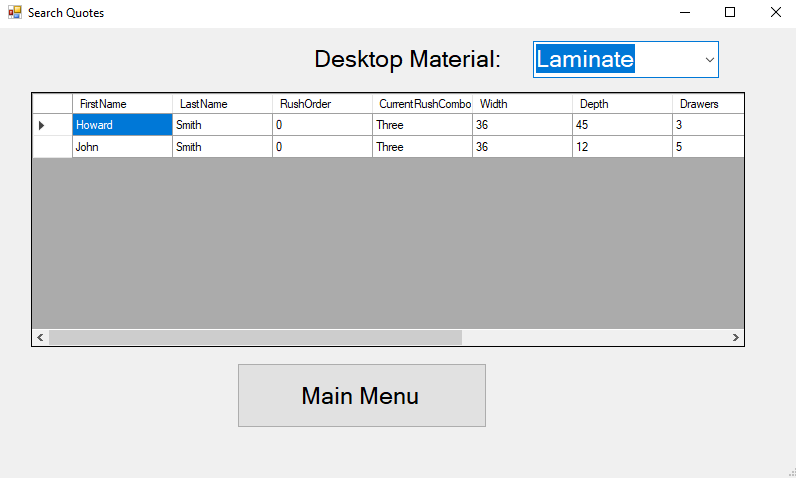 Search Quotes
Desktop Material: Laminate
FirstName LastName RushOrder CurrentRushCombo Width Depth Drawers
Howard Smith 0 Three 36 45 3
John Smith 0 Three 36 12 5
Main Menu